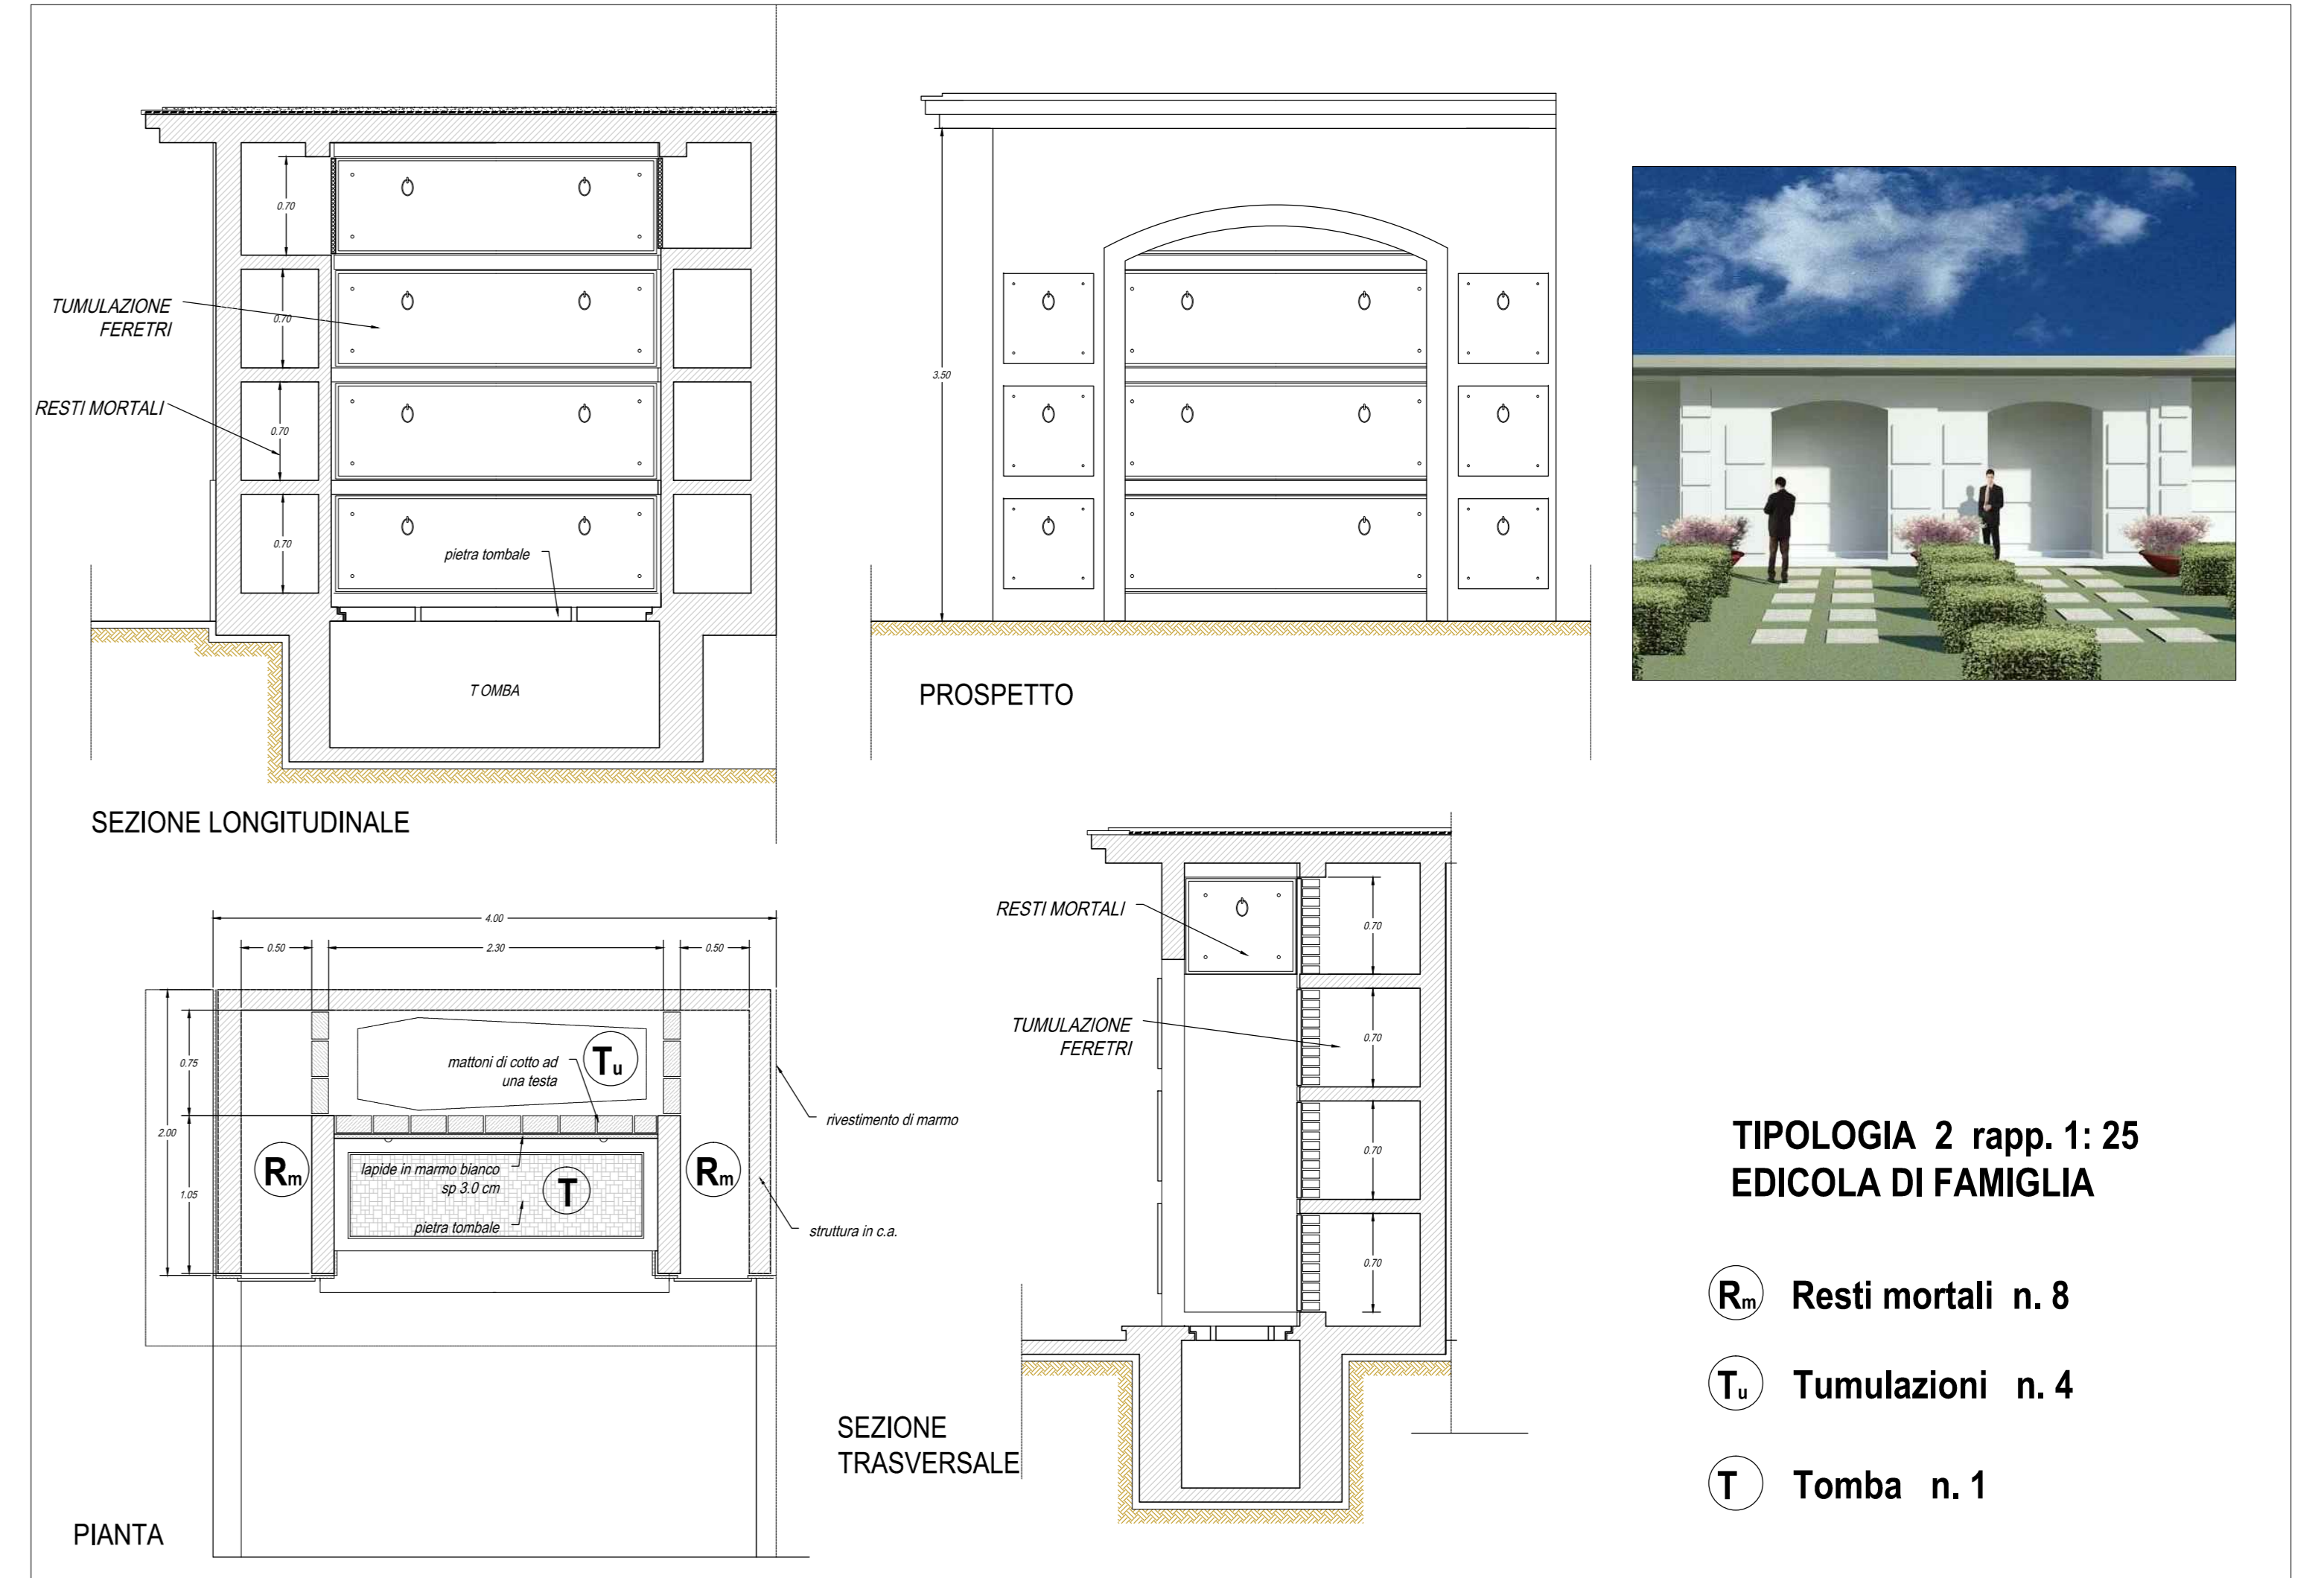 0.70
TUMULAZIONE
FERETRI
0.70
RESTI MORTALI
0.70
0.70
pietra tombale
TOMBA
SEZIONE LONGITUDINALE
3.50
PROSPETTO
4.00
0.50
2.30
0.50
0.75
2.00
1.05
mattoni di cotto ad
una testa
Tu
rivestimento di marmo
Rm
lapide in marmo bianco
sp 3.0 cm
T
pietra tombale
Rm
struttura in c.a.
PIANTA
RESTI MORTALI
0.70
TUMULAZIONE
FERETRI
0.70
0.70
0.70
SEZIONE
TRASVERSALE
TIPOLOGIA 2 rapp. 1: 25
EDICOLA DI FAMIGLIA
Rm Resti mortali n. 8
Tu Tumulazioni n. 4
T Tomba n. 1